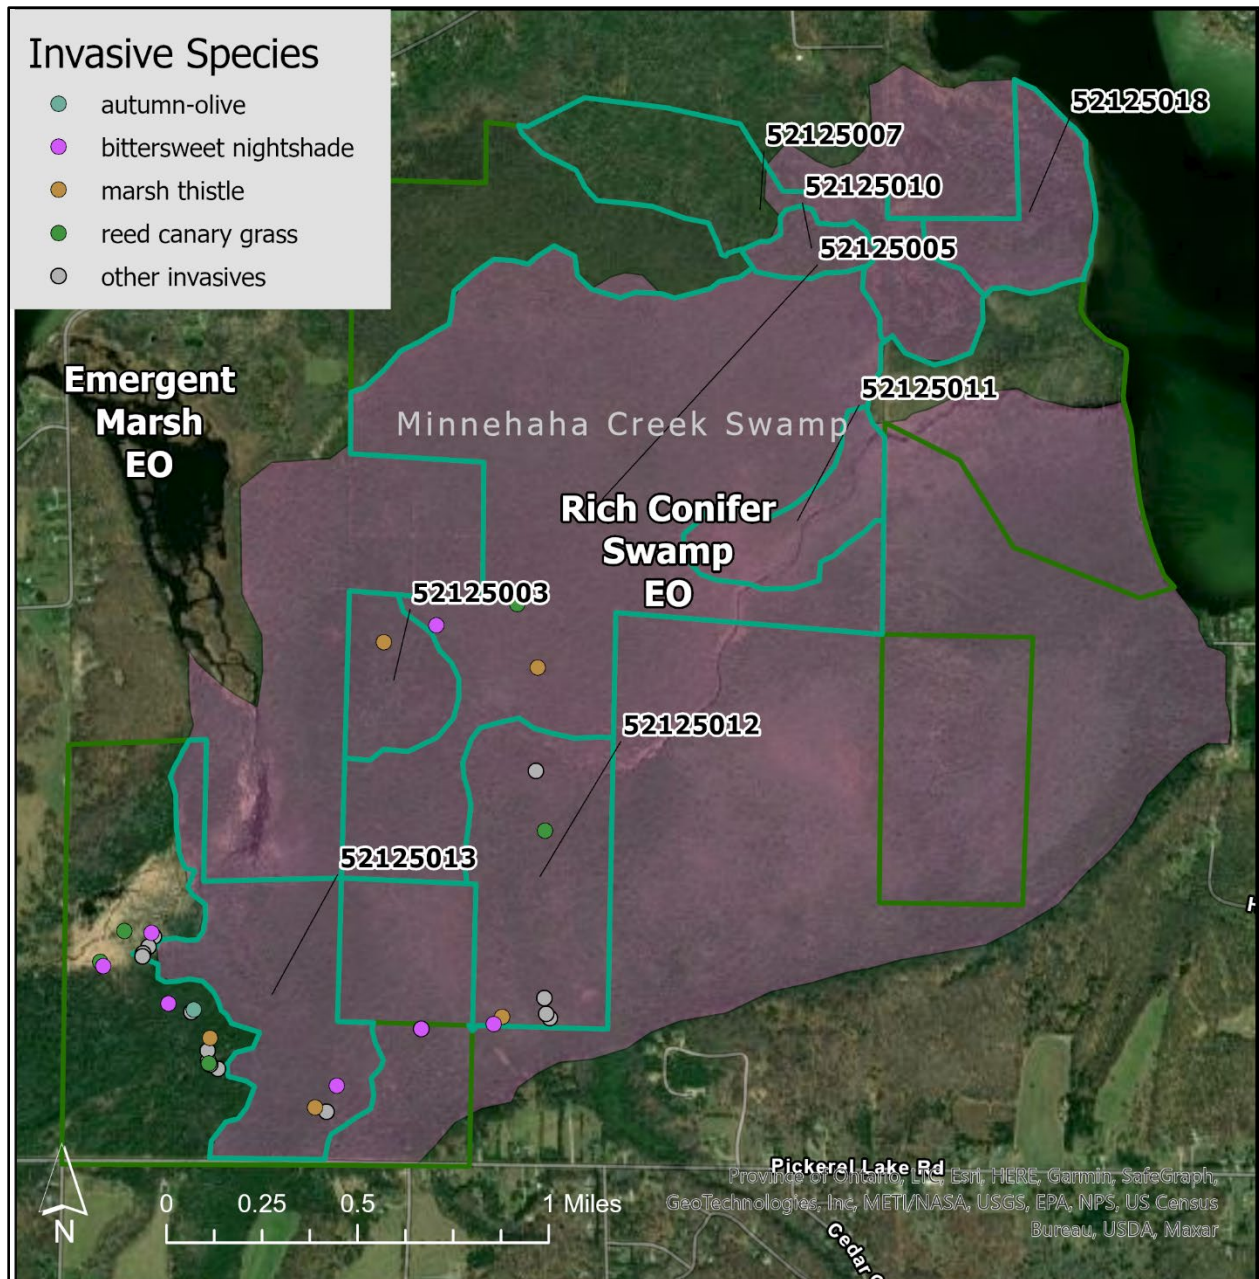 Invasive Species
autumn-olive
bittersweet nightshade
marsh thistle
reed canary grass
other invasives
52125018
52125007
52125010
52125005
Emergent
Marsh
EO
52125011
Minnehaha Creek Swamp
Rich Conifer
Swamp
EO
52125003
52125012
52125013
H
Pickerel Lake Rd
Province of Ontario, Esri, HERE, Garmin, SafeGraph,
GeoTechnologies, Inc, METI/NASA, USGS, EPA, NPS, US Census
Bureau, USDA, Maxar
N
0 0.25 0.5 1 Miles
Cedar